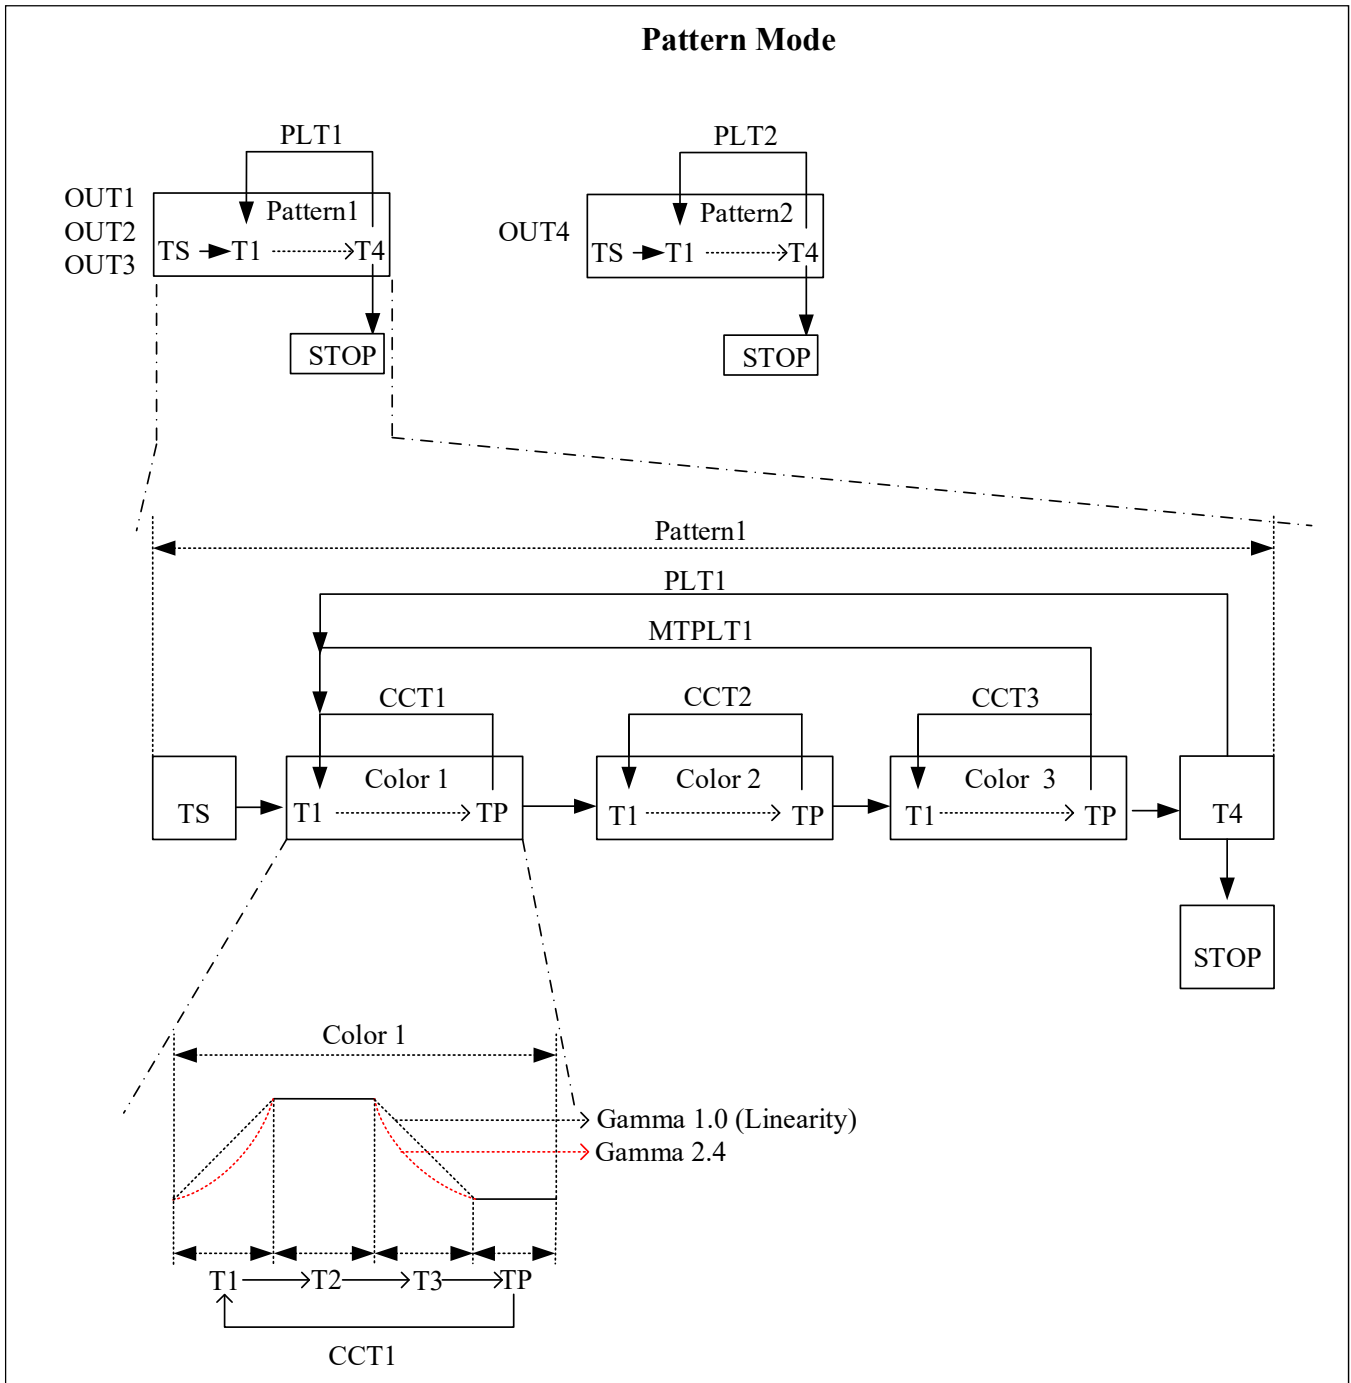 Pattern Mode
PLT1
OUT1
OUT2
OUT3
Pattern1
TS T1 T4
STOP
PLT2
OUT4
Pattern2
TS T1 T4
STOP
Pattern1
PLT1
MTPLT1
CCT1 CCT2 CCT3
Color 1 Color 2 Color 3
TS T1 TP T1 TP T1 TP T4
STOP
Color 1
Gamma 1.0 (Linearity)
Gamma 2.4
T1 T2 T3 TP
CCT1